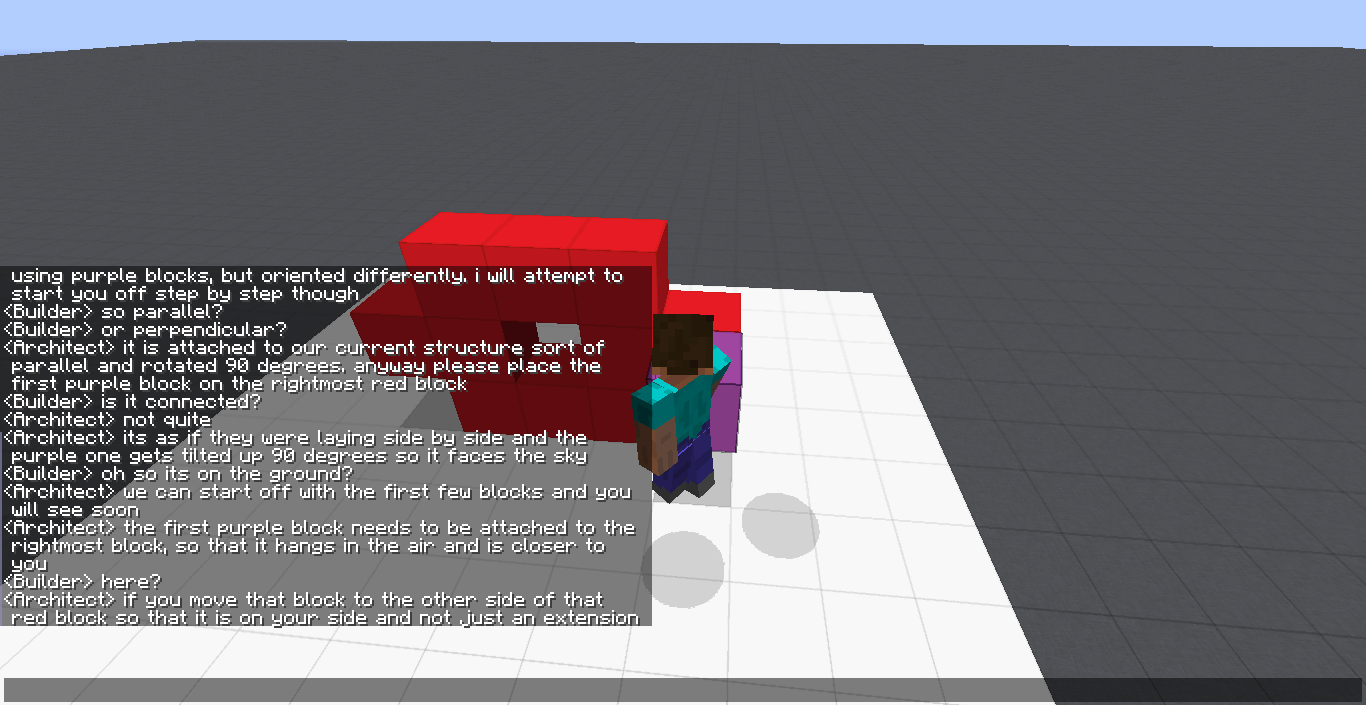 using purple blocks, but oriented differently. i will attempt to
start you off step by step though
<Builder> so parallel?
<Builder> or perpendicular?
<Architect> it is attached to our current structure sort of
parallel and rotated 90 degrees. anyway please place the
first purple block on the rightmost red block
<Builder> is it connected?
<Architect> not quite
<Architect> its as if they were laying side by side and the
purple one gets tilted up 90 degrees so it faces the sky
<Builder> oh so its on the ground?
<Architect> we can start off with the first few blocks and you
will see soon
<Architect> the first purple block needs to be attached to the
rightmost block, so that it hangs in the air and is closer to
you
<Builder> here?
<Architect> if you move that block to the other side of that
red block so that it is on your side and not just an extension